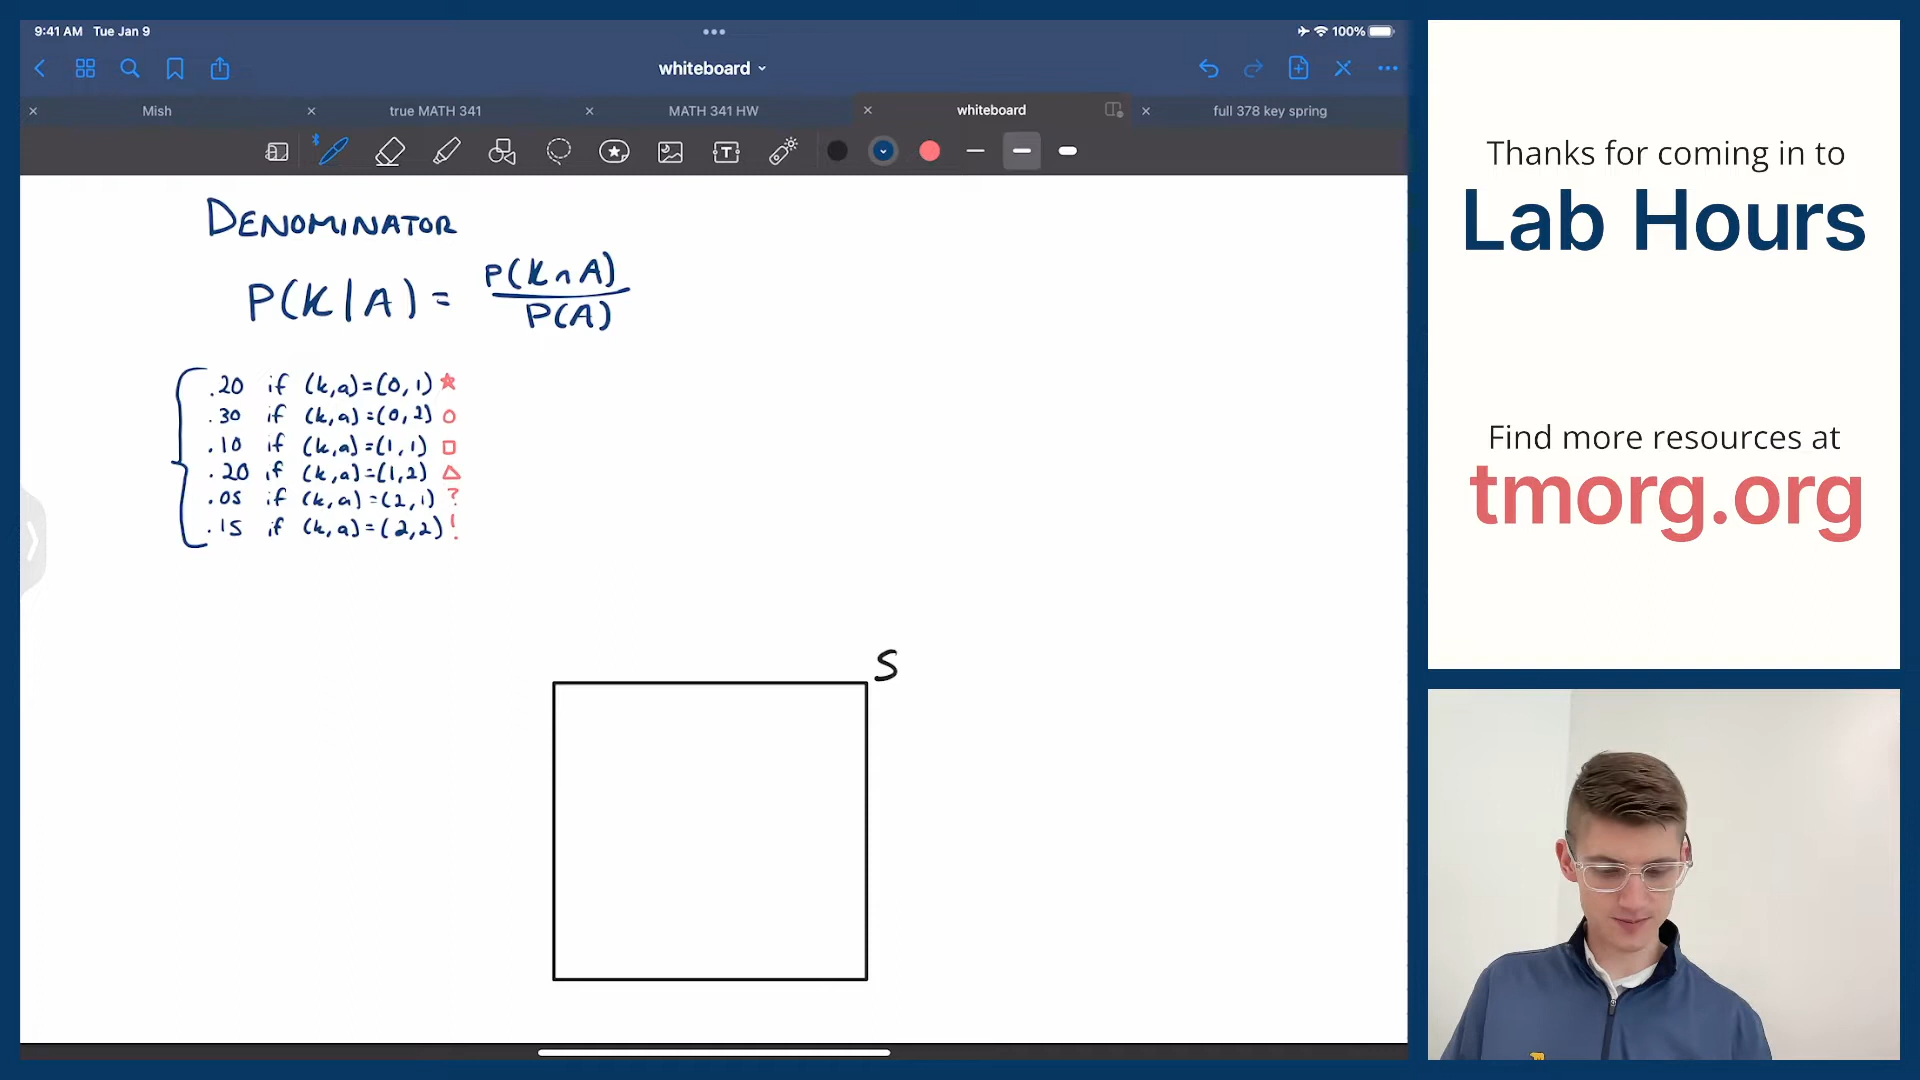 9:41 AM Tue Jan 9
100%
whiteboard
Mish
true MATH 341
MATH 341 HW
whiteboard
full 378 key spring
DENOMINATOR
P(K|A) = P(K∩A)
P(A)
.20 if (k,a)=(0,1)
.30 if (k,a)=(0,2)
.10 if (k,a)=(1,1)
.20 if (k,a)=(1,2)
.05 if (k,a)=(2,1) ?
.15 if (k,a)=(2,2) !
S
Thanks for coming in to
Lab Hours
Find more resources at
tmorg.org